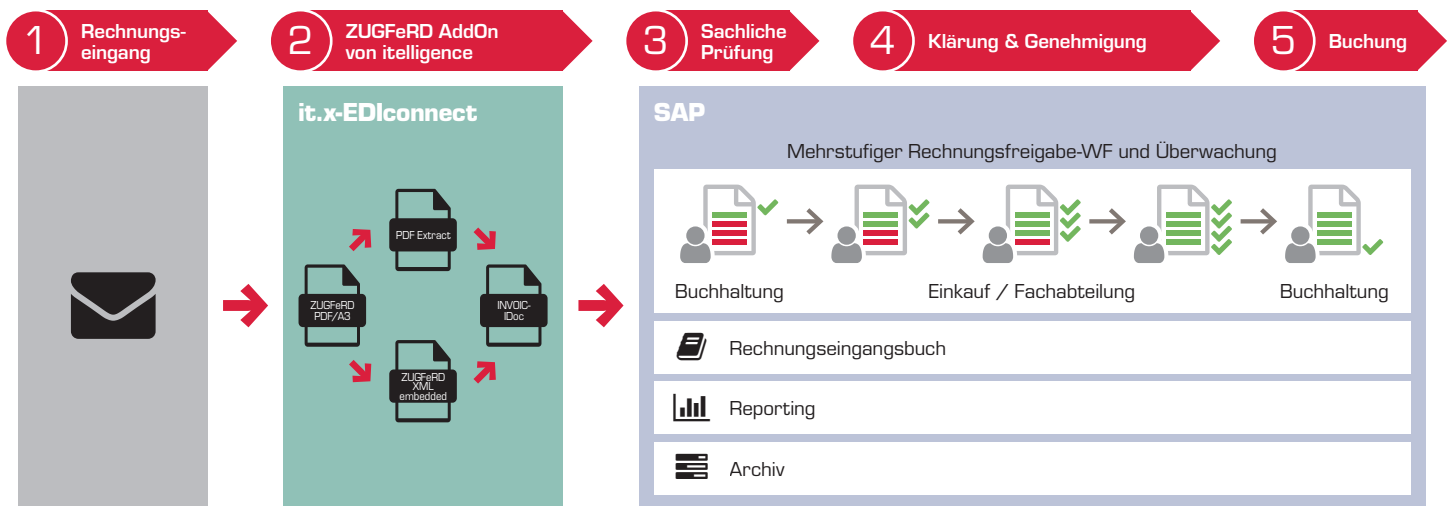 1 Rechnungs-
eingang
2 ZUGFeRD AddOn
von itelligence
3 Sachliche
Prüfung
4 Klärung & Genehmigung
5 Buchung
it.x-EDIconnect
PDF Extract
ZUGFeRD
PDF/A3
INVOIC-
IDoc
ZUGFeRD
XML
embedded
SAP
Mehrstufiger Rechnungsfreigabe-WF und Überwachung
Buchhaltung
Einkauf / Fachabteilung
Buchhaltung
Rechnungseingangsbuch
Reporting
Archiv